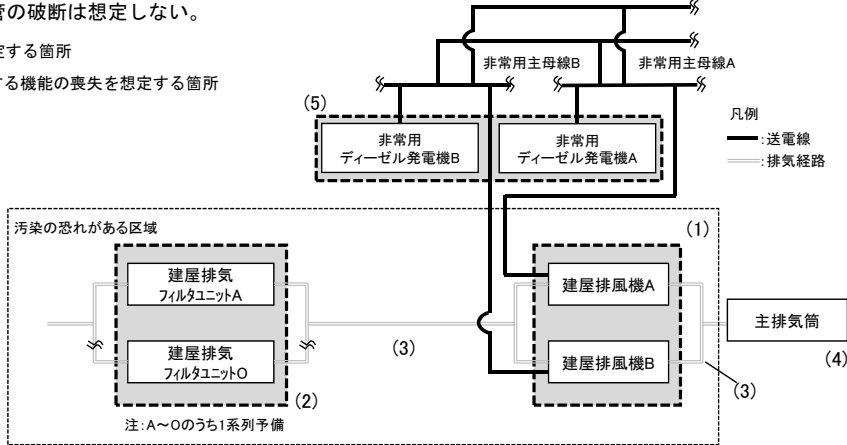 管の破断は想定しない。
定する箇所
する機能の喪失を想定する箇所
非常用主母線B
非常用主母線A
(5)
非常用
ディーゼル発電機B
非常用
ディーゼル発電機A
凡例
:送電線
:排気経路
汚染の恐れがある区域
(1)
建屋排気
フィルタユニットA
建屋排風機A
主排気筒
(3)
建屋排気
フィルタユニットO
建屋排風機B
(4)
(2)
(3)
注:A～Oのうち1系列予備